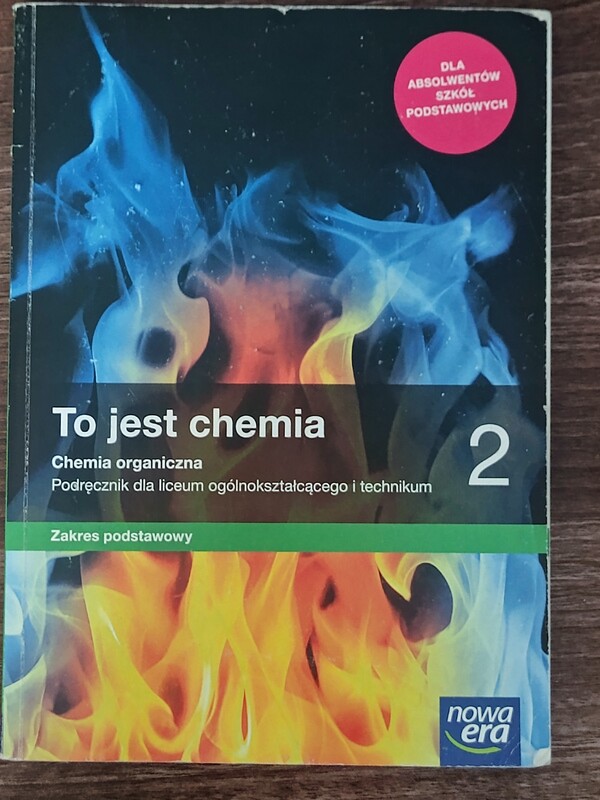 DLA
ABSOLWENTÓW
SZKÓŁ
PODSTAWOWYCH
To jest chemia
2
Chemia organiczna
Podręcznik dla liceum ogólnokształcącego i technikum
Zakres podstawowy
nowa
era